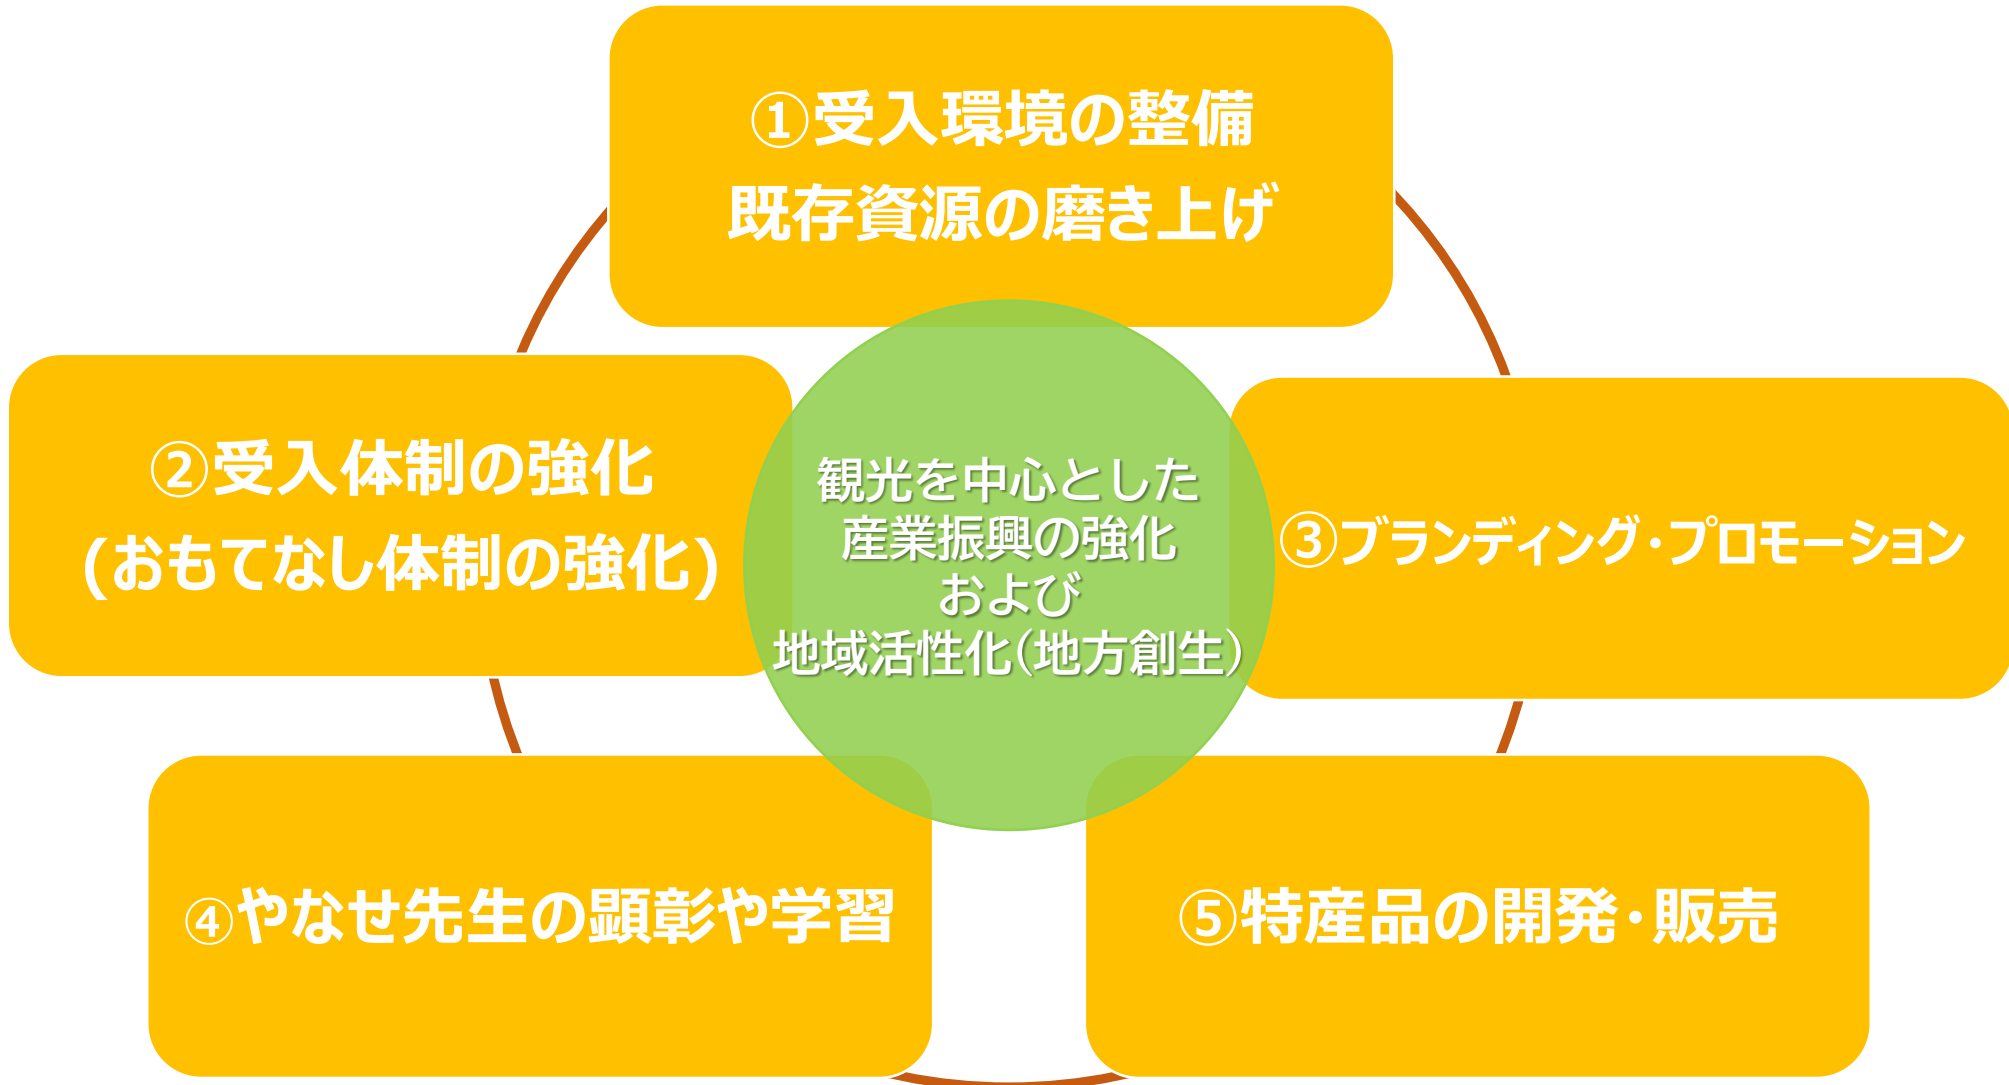 ①受入環境の整備
既存資源の磨き上げ
②受入体制の強化
(おもてなし体制の強化)
観光を中心とした
産業振興の強化
および
地域活性化(地方創生)
③ブランディング・プロモーション
④やなせ先生の顕彰や学習
⑤特産品の開発・販売